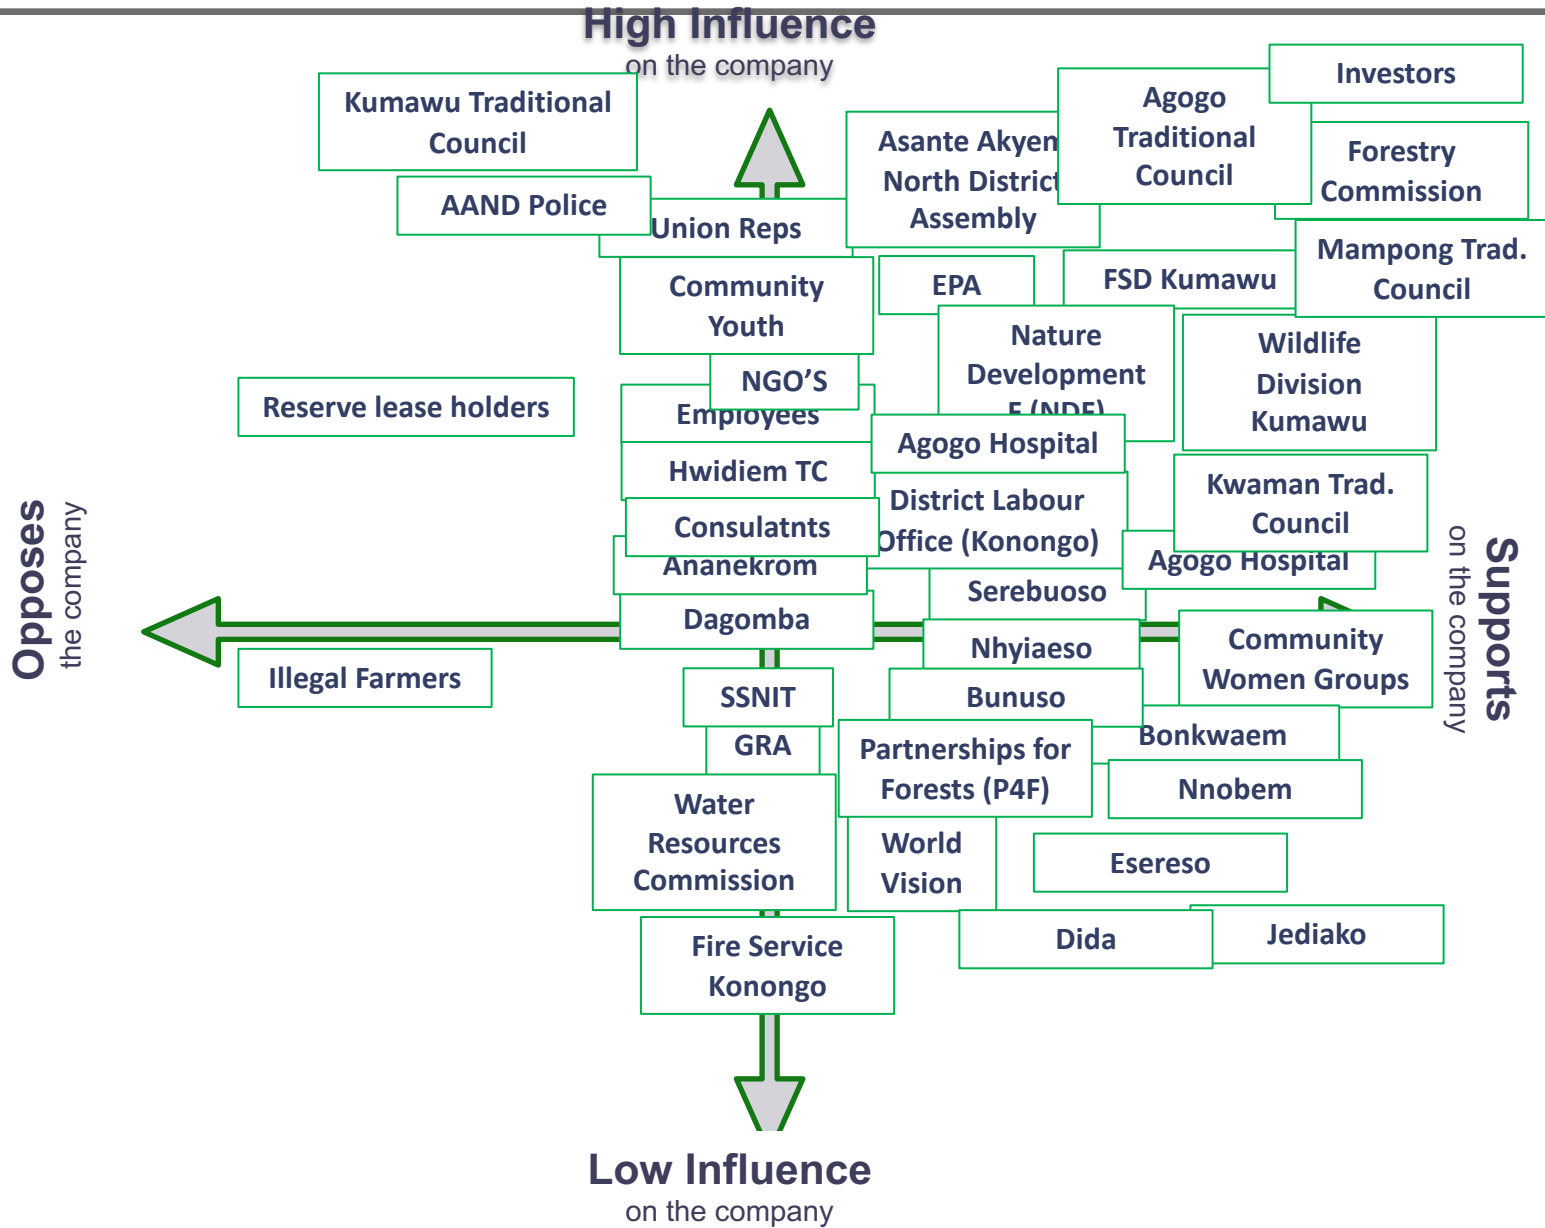 High Influence
on the company
Kumawu Traditional
Council
AAND Police
Union Reps
Community
Youth
NGO'S
Employees
Reserve lease holders
Hwidiem TC
Consulatnts
Ananekrom
Dagomba
Asante Akyem
North District
Assembly
Agogo
Traditional
Council
Investors
Forestry
Commission
EPA
FSD Kumawu
Mampong Trad.
Council
Nature
Development
F (NDF)
Wildlife
Division
Kumawu
Agogo Hospital
District Labour
Office (Konongo)
Kwaman Trad.
Council
Agogo Hospital
Serebuoso
Opposes
the company
Supports
on the company
Nhyiaeso
Community
Women Groups
Illegal Farmers
SSNIT
Bunuso
GRA
Partnerships for
Forests (P4F)
Bonkwaem
Nnobem
Water
Resources
Commission
World
Vision
Esereso
Fire Service
Konongo
Dida
Jediako
Low Influence
on the company